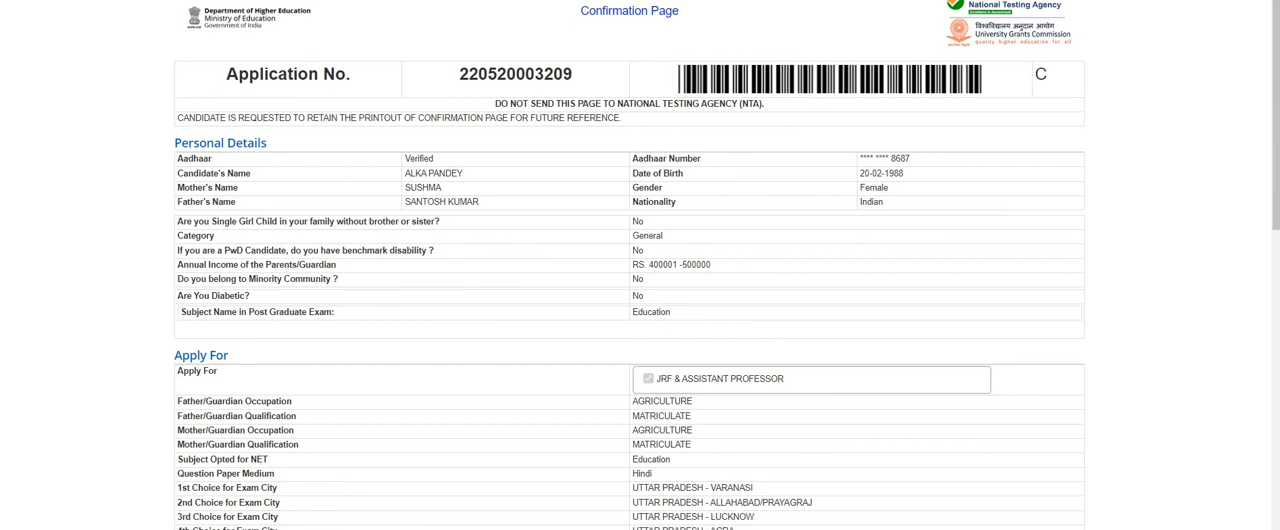 Department of Higher Education
Ministry of Education
Government of India
Confirmation Page
National Testing Agency
विश्वविद्यालय अनुदान आयोग
University Grants Commission
quality higher education for all
Application No. 220520003209 C
DO NOT SEND THIS PAGE TO NATIONAL TESTING AGENCY (NTA).
CANDIDATE IS REQUESTED TO RETAIN THE PRINTOUT OF CONFIRMATION PAGE FOR FUTURE REFERENCE.
Personal Details
Aadhaar Verified Aadhaar Number **** **** 8687
Candidate's Name ALKA PANDEY Date of Birth 20-02-1988
Mother's Name SUSHMA Gender Female
Father's Name SANTOSH KUMAR Nationality Indian
Are you Single Girl Child in your family without brother or sister? No
Category General
If you are a PwD Candidate, do you have benchmark disability ? No
Annual Income of the Parents/Guardian RS. 400001 -500000
Do you belong to Minority Community ? No
Are You Diabetic? No
Subject Name in Post Graduate Exam: Education
Apply For
Apply For JRF & ASSISTANT PROFESSOR
Father/Guardian Occupation AGRICULTURE
Father/Guardian Qualification MATRICULATE
Mother/Guardian Occupation AGRICULTURE
Mother/Guardian Qualification MATRICULATE
Subject Opted for NET Education
Question Paper Medium Hindi
1st Choice for Exam City UTTAR PRADESH - VARANASI
2nd Choice for Exam City UTTAR PRADESH - ALLAHABAD/PRAYAGRAJ
3rd Choice for Exam City UTTAR PRADESH - LUCKNOW
4th Choice for Exam City UTTAR PRADESH - AGRA